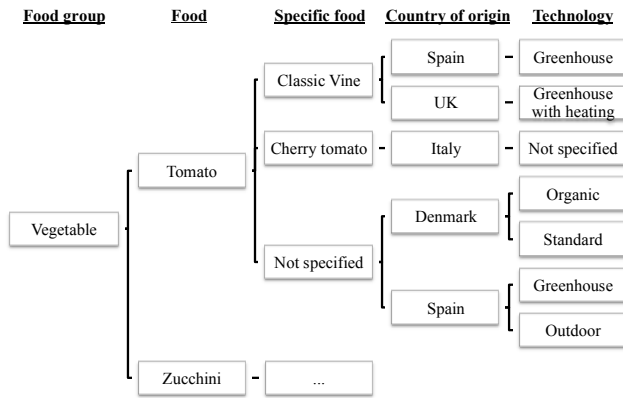 Food group
Food
Specific food
Country of origin
Technology
Vegetable
Tomato
Zucchini
Classic Vine
Cherry tomato
Not specified
...
Spain
UK
Italy
Denmark
Spain
Greenhouse
Greenhouse
with heating
Not specified
Organic
Standard
Greenhouse
Outdoor